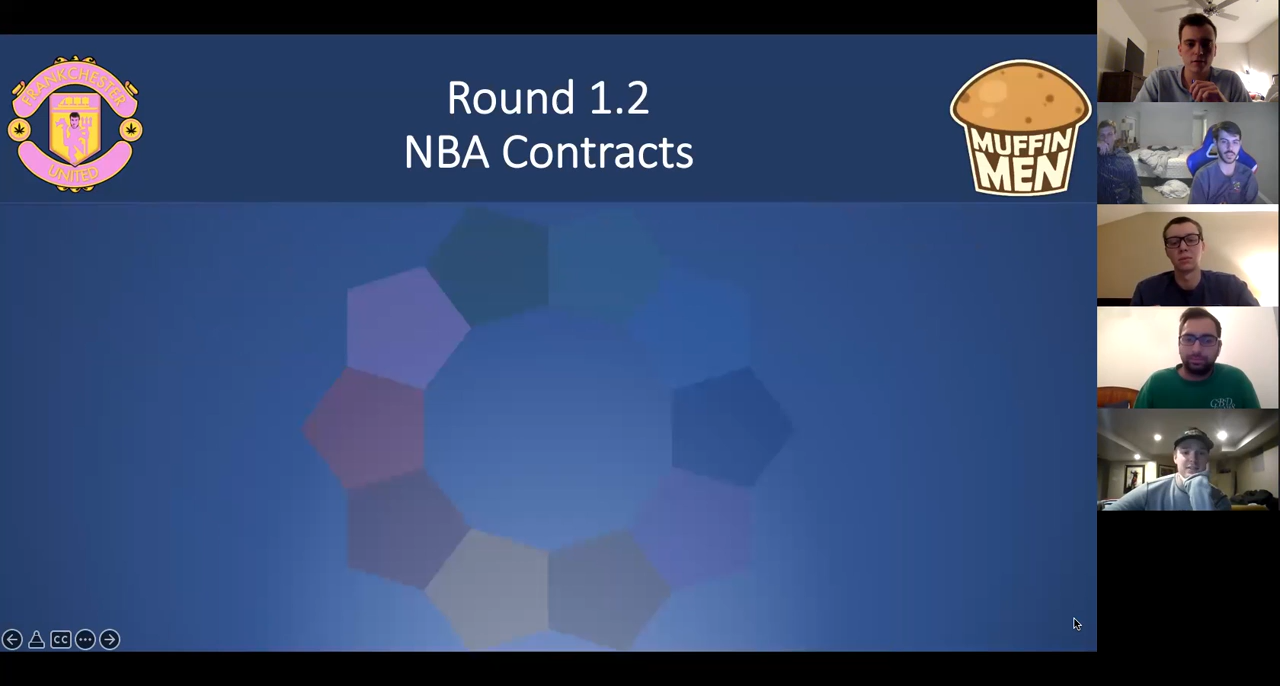 FRANKCHESTER
UNITED
Round 1.2
NBA Contracts
MUFFIN
MEN
CC